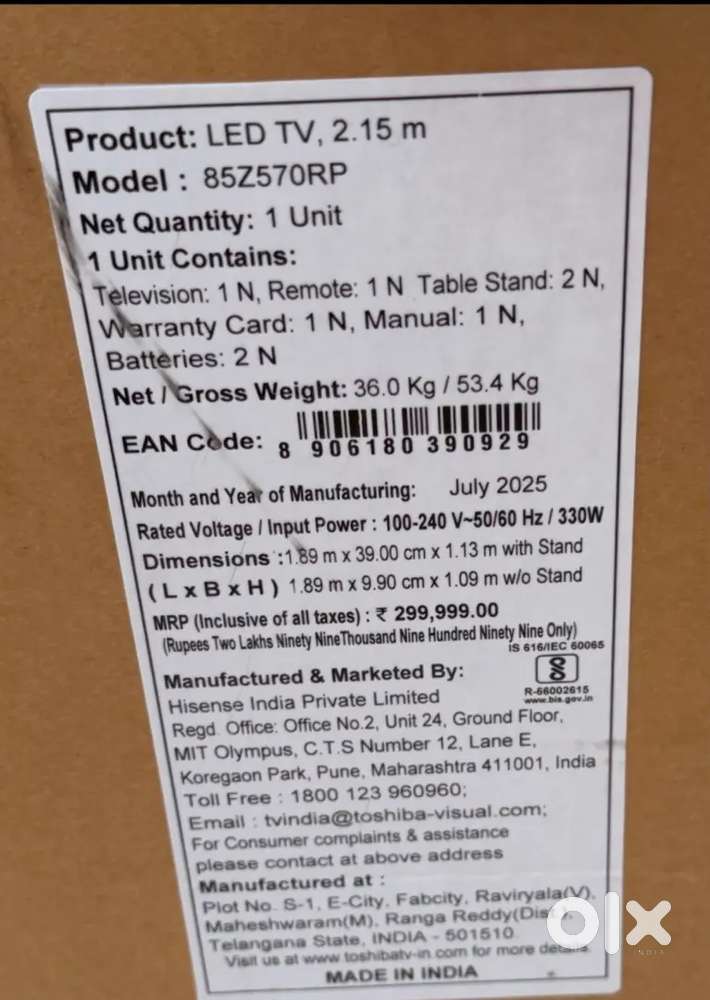 Product: LED TV, 2.15 m
Model : 85Z570RP
Net Quantity: 1 Unit
1 Unit Contains:
Television: 1 N, Remote: 1 N Table Stand: 2 N,
Warranty Card: 1 N, Manual: 1 N,
Batteries: 2 N
Net / Gross Weight: 36.0 Kg / 53.4 Kg
EAN Code:
8 906180 390929
Month and Year of Manufacturing: July 2025
Rated Voltage / Input Power : 100-240 V~50/60 Hz / 330W
Dimensions :1.89 m x 39.00 cm x 1.13 m with Stand
( L x B x H ) 1.89 m x 9.90 cm x 1.09 m w/o Stand
MRP (Inclusive of all taxes) : ₹ 299,999.00
(Rupees Two Lakhs Ninety NineThousand Nine Hundred Ninety Nine Only)
IS 616/IEC 60065
R-66002615
www.bis.gov.in
Manufactured & Marketed By:
Hisense India Private Limited
Regd. Office: Office No.2, Unit 24, Ground Floor,
MIT Olympus, C.T.S Number 12, Lane E,
Koregaon Park, Pune, Maharashtra 411001, India
Toll Free : 1800 123 960960;
Email : tvindia@toshiba-visual.com;
For Consumer complaints & assistance
please contact at above address
Manufactured at :
Plot No. S-1, E-City, Fabcity, Raviryala(V),
Maheshwaram(M), Ranga Reddy(Dist.),
Telangana State, INDIA - 501510
Visit us at www.toshibatv-in.com for more details
MADE IN INDIA
olx
INDIA